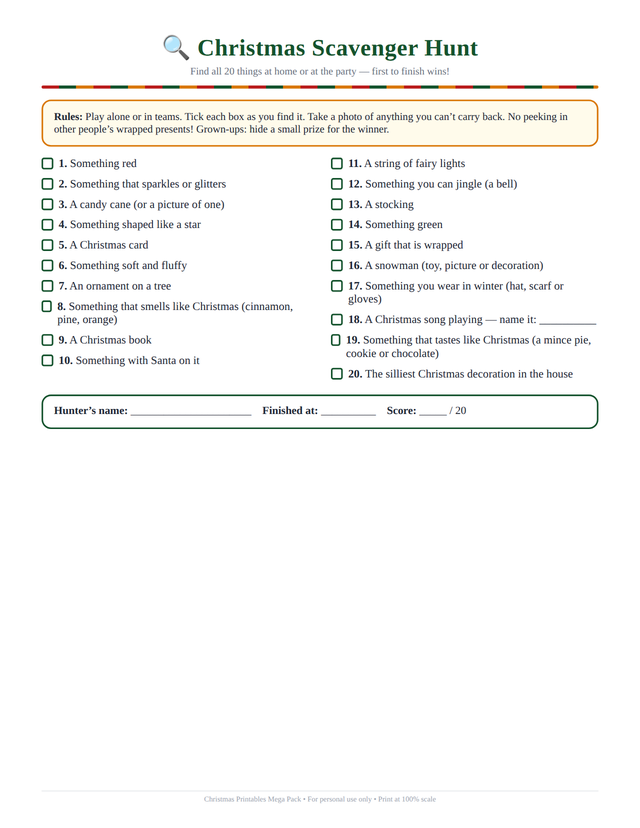 Christmas Scavenger Hunt
Find all 20 things at home or at the party — first to finish wins!
Rules: Play alone or in teams. Tick each box as you find it. Take a photo of anything you can’t carry back. No peeking in
other people’s wrapped presents! Grown-ups: hide a small prize for the winner.
1. Something red
2. Something that sparkles or glitters
3. A candy cane (or a picture of one)
4. Something shaped like a star
5. A Christmas card
6. Something soft and fluffy
7. An ornament on a tree
8. Something that smells like Christmas (cinnamon,
pine, orange)
9. A Christmas book
10. Something with Santa on it
11. A string of fairy lights
12. Something you can jingle (a bell)
13. A stocking
14. Something green
15. A gift that is wrapped
16. A snowman (toy, picture or decoration)
17. Something you wear in winter (hat, scarf or
gloves)
18. A Christmas song playing — name it: __________
19. Something that tastes like Christmas (a mince pie,
cookie or chocolate)
20. The silliest Christmas decoration in the house
Hunter’s name: ______________________ Finished at: __________ Score: _____ / 20
Christmas Printables Mega Pack • For personal use only • Print at 100% scale